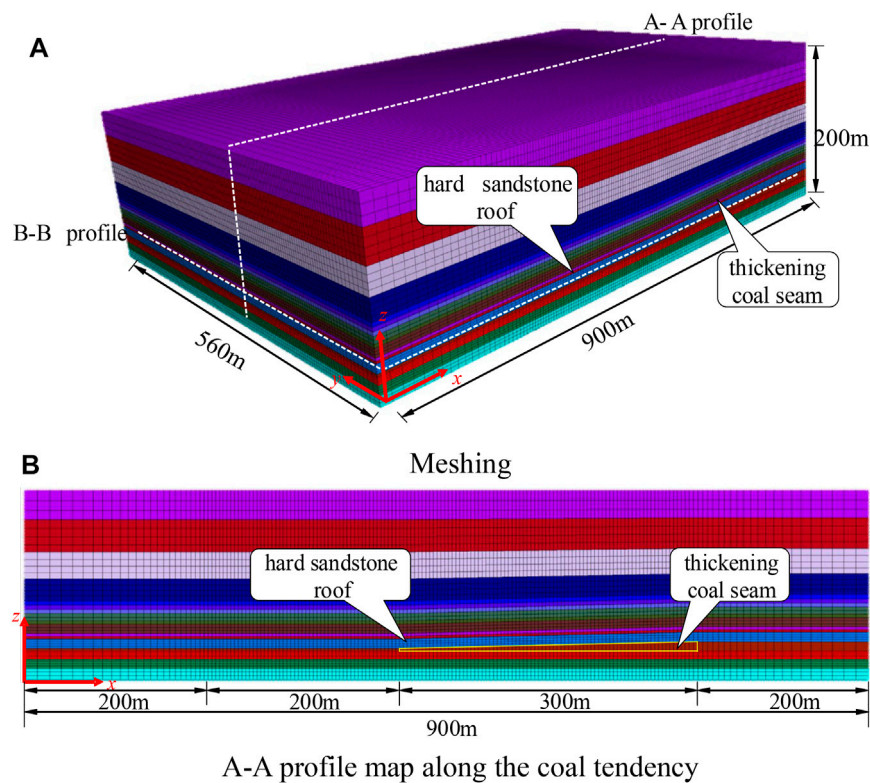 A
A- A profile
200m
hard sandstone
roof
B-B profile
thickening
coal seam
z
560m
900m
y
x
B
Meshing
hard sandstone
roof
thickening
coal seam
z
x
200m
200m
300m
200m
900m
A-A profile map along the coal tendency